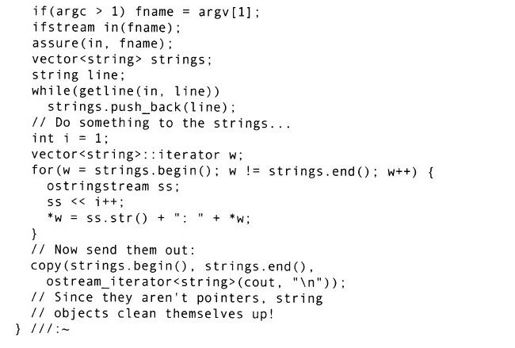 if(argc > 1) fname = argv[1];
ifstream in(fname);
assure(in, fname);
vector<string> strings;
string line;
while(getline(in, line))
strings.push_back(line);
// Do something to the strings...
int i = 1;
vector<string>::iterator w;
for(w = strings.begin(); w != strings.end(); w++) {
ostringstream ss;
ss << i++;
*w = ss.str() + ": " + *w;
}
// Now send them out:
copy(strings.begin(), strings.end(),
ostream_iterator<string>(cout, "\n"));
// Since they aren't pointers, string
// objects clean themselves up!
} ///:~